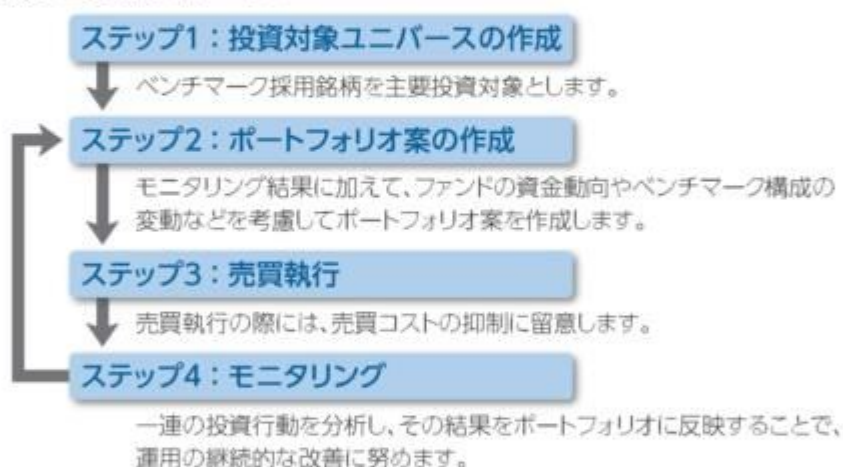 ステップ1：投資対象ユニバースの作成
ベンチマーク採用銘柄を主要投資対象とします。
ステップ2：ポートフォリオ案の作成
モニタリング結果に加えて、ファンドの資金動向やベンチマーク構成の
変動などを考慮してポートフォリオ案を作成します。
ステップ3：売買執行
売買執行の際には、売買コストの抑制に留意します。
ステップ4：モニタリング
一連の投資行動を分析し、その結果をポートフォリオに反映することで、
運用の継続的な改善に努めます。